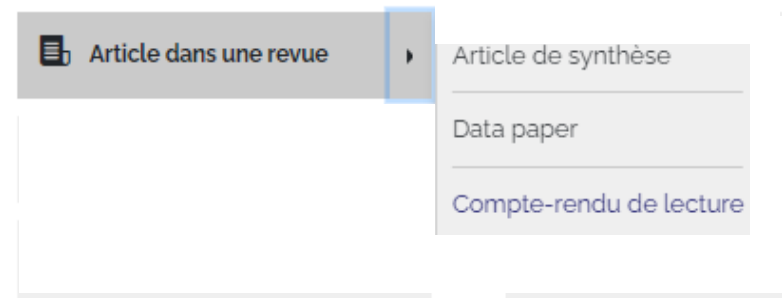 Article dans une revue
Article de synthèse
Data paper
Compte-rendu de lecture